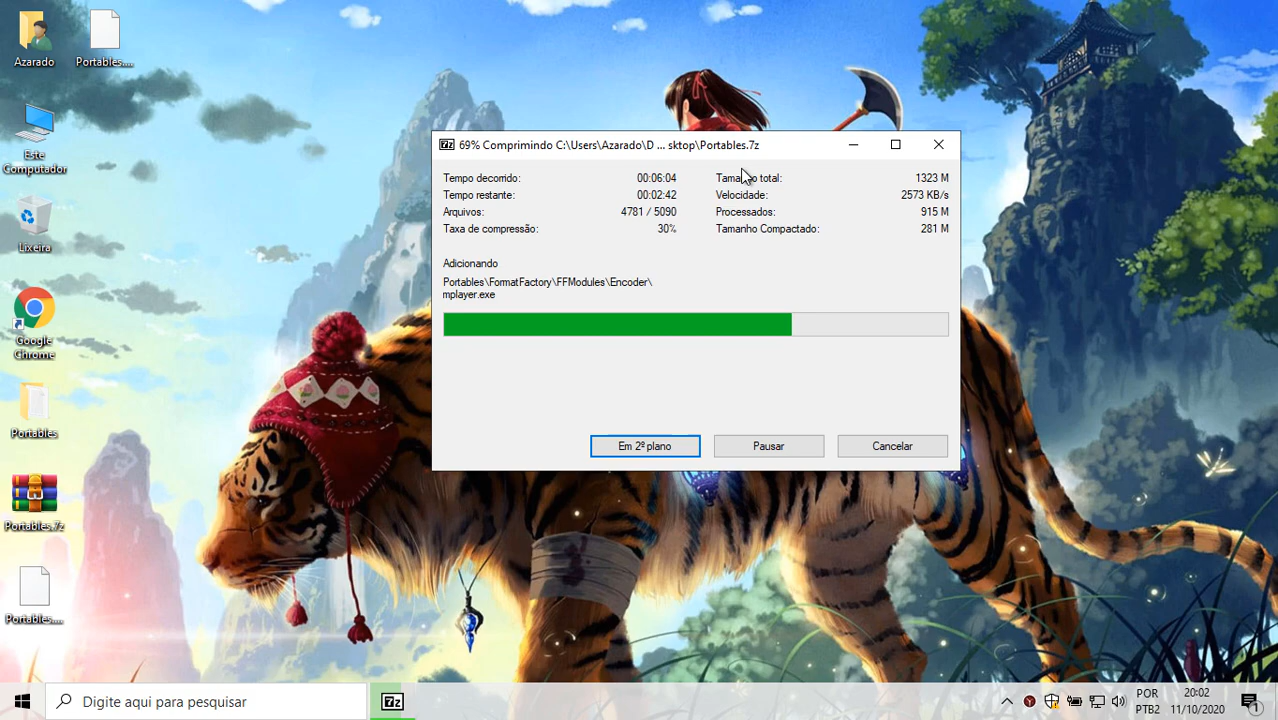 Azarado
Portables....
Este
Computador
Lixeira
Google
Chrome
Portables
Portables.7z
Portables....
69% Comprimindo C:\Users\Azarado\D ... sktop\Portables.7z
Tempo decorrido: 00:06:04
Tempo restante: 00:02:42
Arquivos: 4781 / 5090
Taxa de compressão: 30%
Tamanho total: 1323 M
Velocidade: 2573 KB/s
Processados: 915 M
Tamanho Compactado: 281 M
Adicionando
Portables\FormatFactory\FFModules\Encoder\
mplayer.exe
Em 2º plano
Pausar
Cancelar
Digite aqui para pesquisar
7z
POR
PTB2
20:02
11/10/2020
1